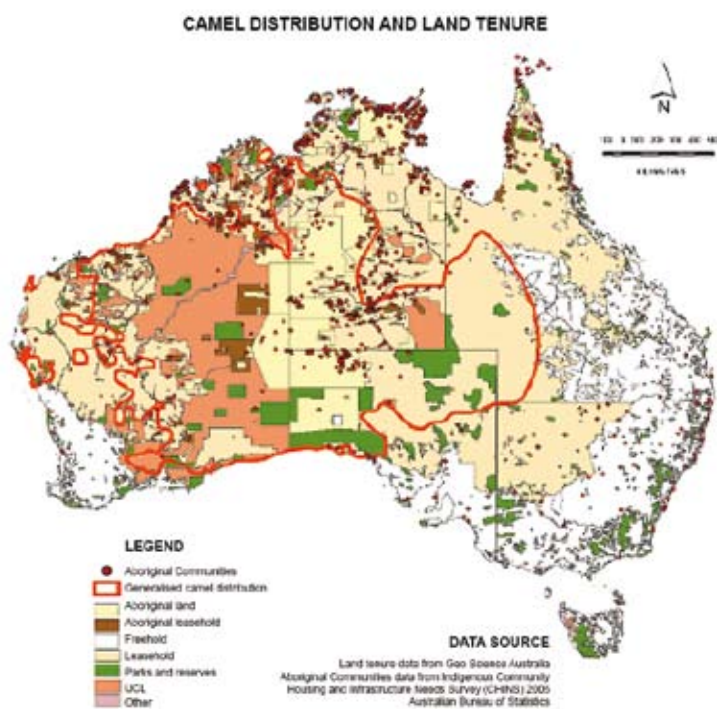 CAMEL DISTRIBUTION AND LAND TENURE
N
LEGEND
Aboriginal Communities
Generalised camel distribution
Aboriginal land
Aboriginal leasehold
Freehold
Leasehold
Parks and reserves
UCL
Other
DATA SOURCE
Land tenure data from Geo Science Australia
Aboriginal Communities data from Indigenous Community
Housing and Infrastructure Needs Survey (CHINS) 2006
Australian Bureau of Statistics